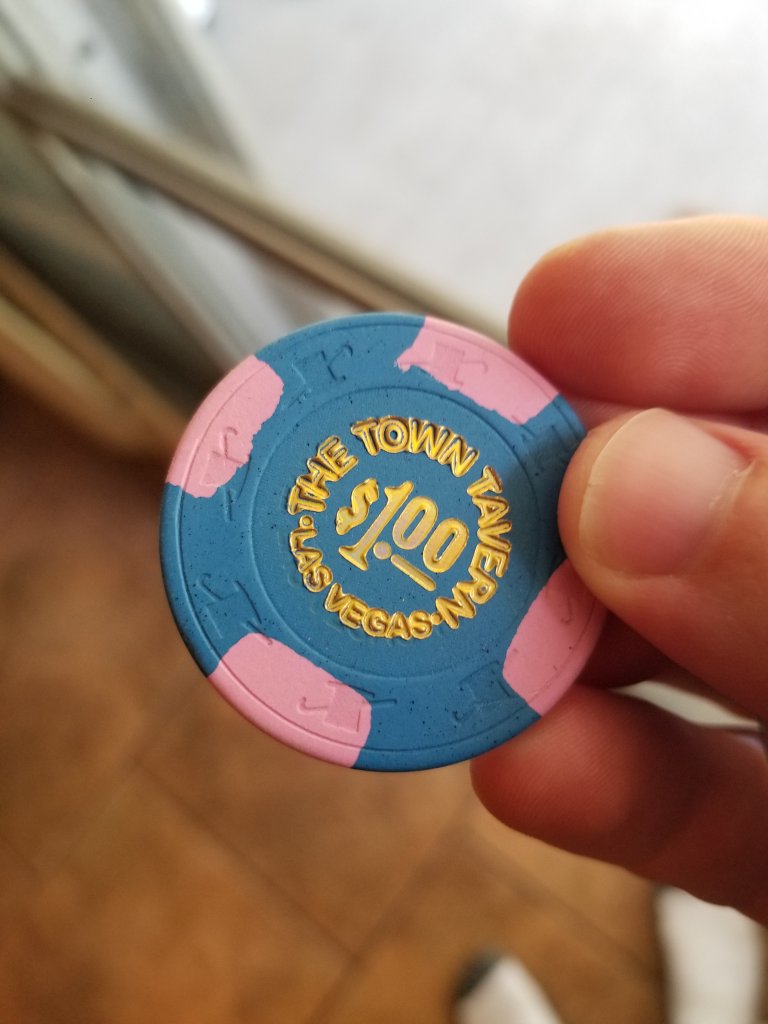 THE TOWN TAVERN
$1.00
LAS VEGAS